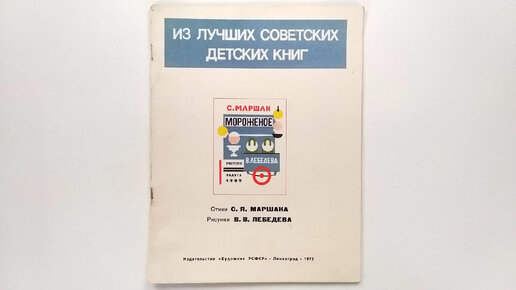 ИЗ ЛУЧШИХ СОВЕТСКИХ
ДЕТСКИХ КНИГ
С.МАРШАК
МОРОЖЕНОЕ
В.ЛЕБЕДЕВА
РИСУНКИ
РАДУГА
1925
Стихи С. Я. МАРШАКА
Рисунки В. В. ЛЕБЕДЕВА
Издательство «Художник РСФСР» · Ленинград · 1975